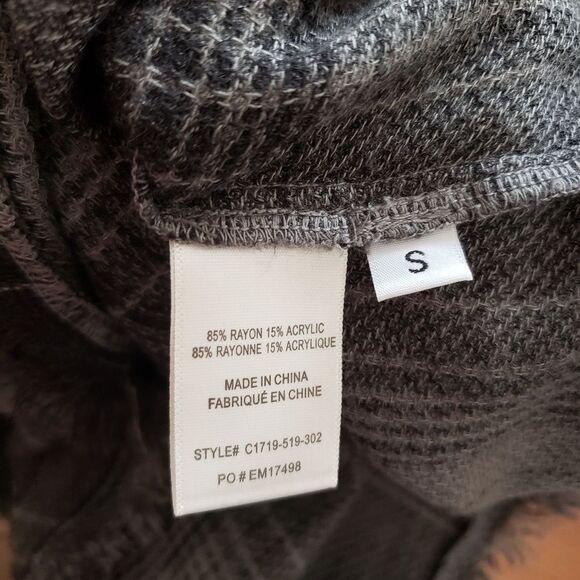 S
85% RAYON 15% ACRYLIC
85% RAYONNE 15% ACRYLIQUE
MADE IN CHINA
FABRIQUÉ EN CHINE
STYLE# C1719-519-302
PO # EM17498